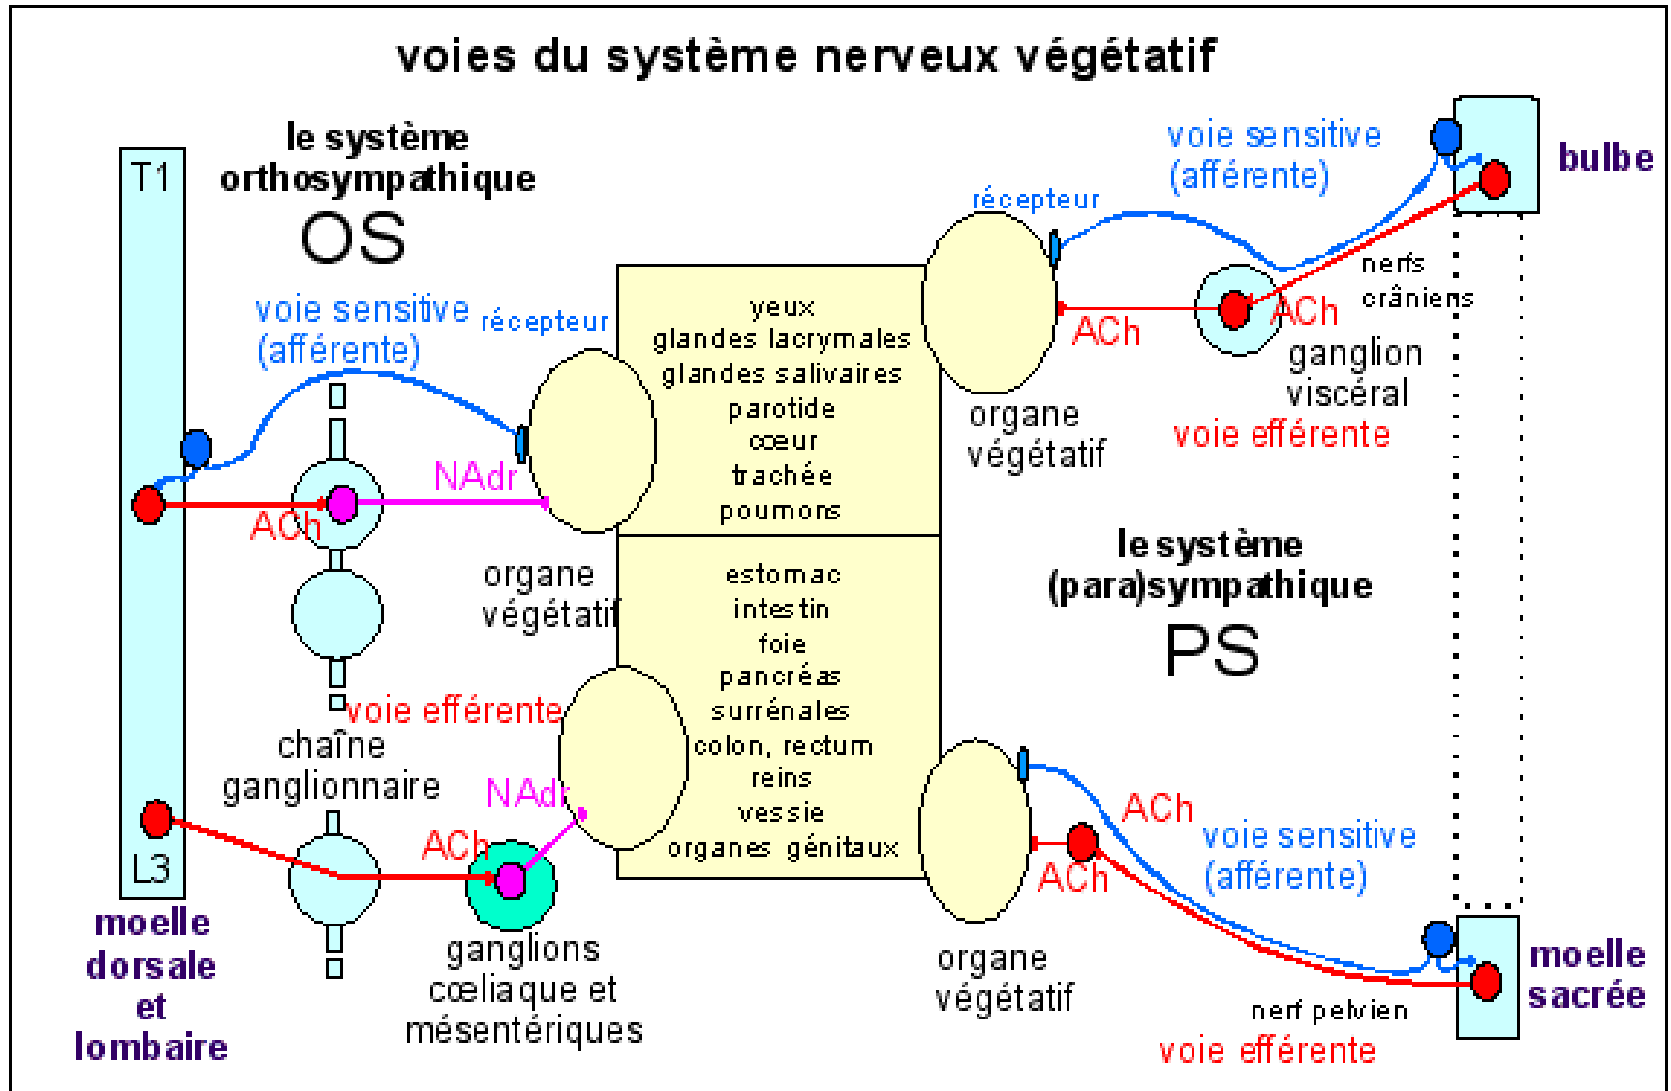 voies du système nerveux végétatif
le système
orthosympathique
OS
T1
voie sensitive
(afférente)
récepteur
NAdr
ACh
organe
végétatif
voie efférente
chaîne
ganglionnaire
NAdr
ACh
L3
moelle
dorsale
et
lombaire
ganglions
cœliaque et
mésentériques
yeux
glandes lacrymales
glandes salivaires
parotide
cœur
trachée
poumons
estomac
intestin
foie
pancréas
surrénales
colon, rectum
reins
vessie
organes génitaux
voie sensitive
(afférente)
récepteur
bulbe
nerfs
crâniens
ACh
ACh
ganglion
viscéral
organe
végétatif
voie efférente
le système
(para)sympathique
PS
ACh
ACh
voie sensitive
(afférente)
organe
végétatif
moelle
sacrée
nerf pelvien
voie efférente